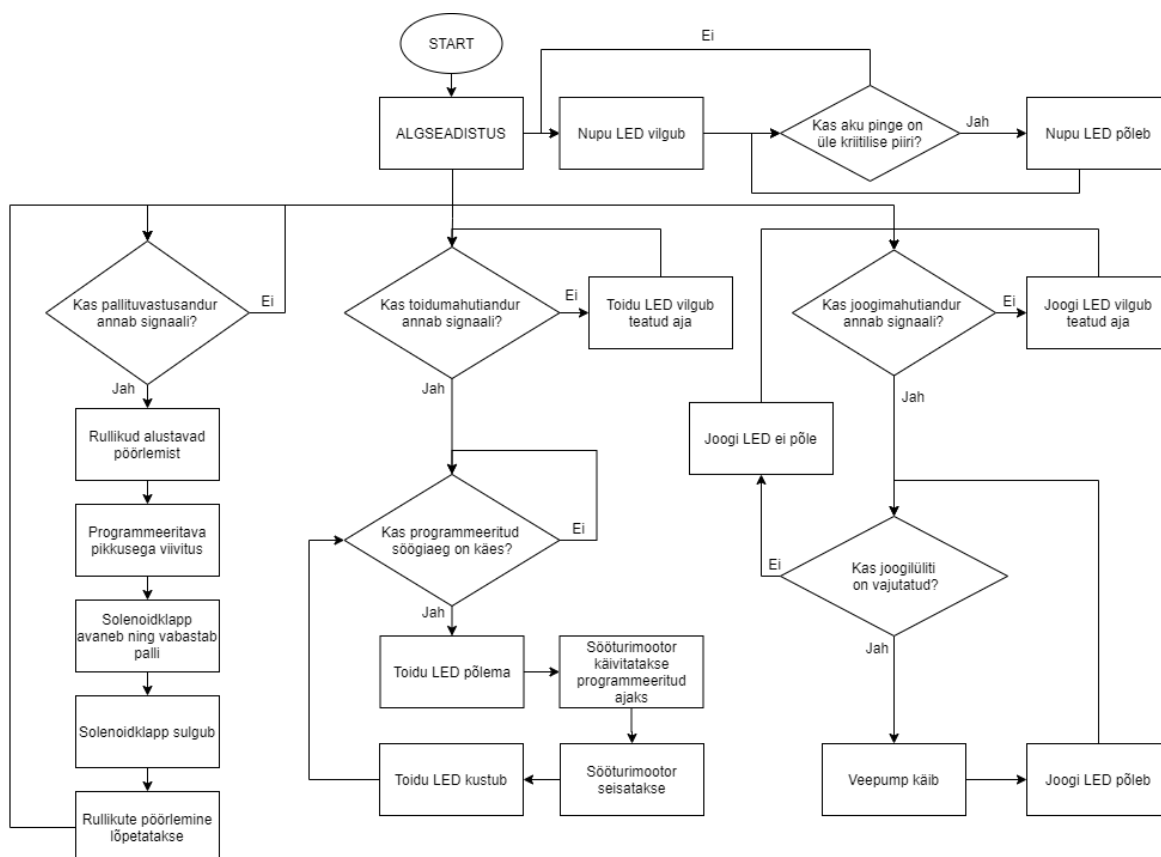 START
ALGSEADISTUS
Nupu LED vilgub
Kas aku pinge on
üle kriitilise piiri?
Ei
Jah
Nupu LED põleb
Kas pallituvastusandur
annab signaali?
Ei
Jah
Rullikud alustavad
pöörlemist
Programmeeritava
pikkusega viivitus
Solenoidklapp
avaneb ning vabastab
palli
Solenoidklapp sulgub
Rullikute pöörlemine
lõpetatakse
Kas toidumahutiandur
annab signaali?
Ei
Toidu LED vilgub
teatud aja
Jah
Kas programmeeritud
söögiaeg on käes?
Ei
Jah
Toidu LED põlema
Sööturimootor
käivitatakse
programmeeritud
ajaks
Sööturimootor
seisatakse
Toidu LED kustub
Kas joogimahutiandur
annab signaali?
Ei
Joogi LED vilgub
teatud aja
Jah
Joogi LED ei põle
Kas joogilüliti
on vajutatud?
Ei
Jah
Veepump käib
Joogi LED põleb